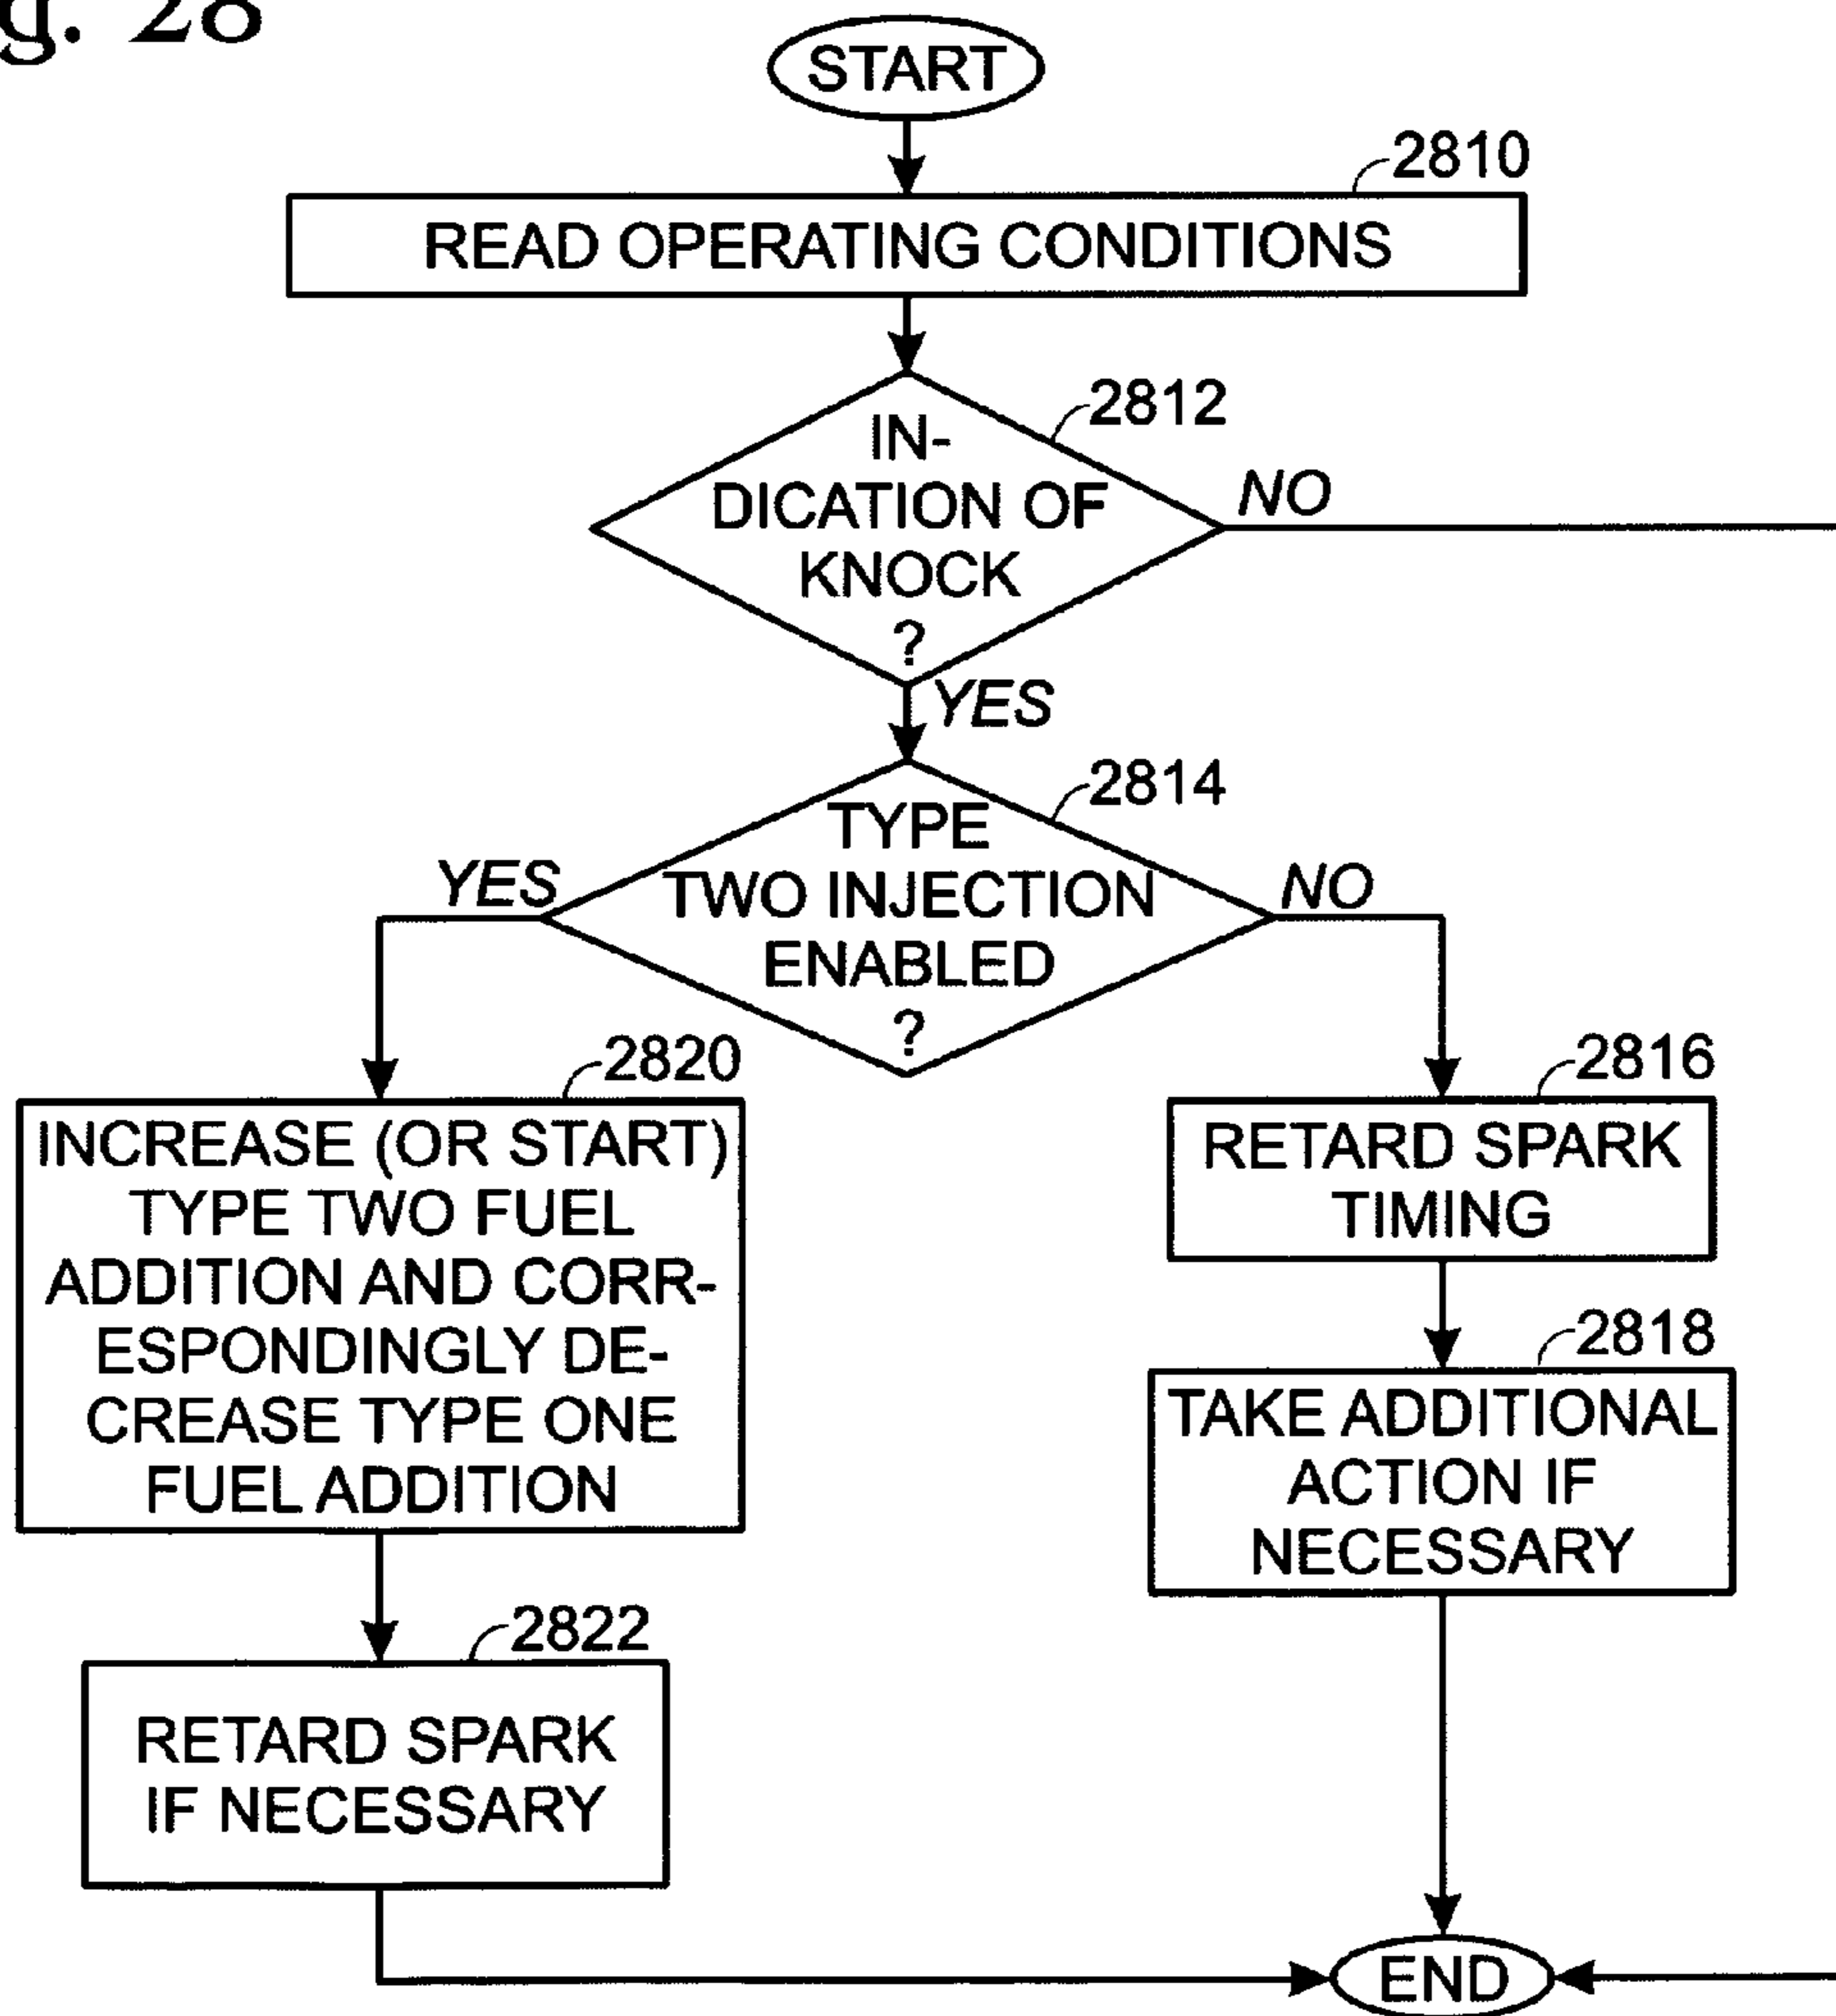 g. 28
START
2810
READ OPERATING CONDITIONS
2812
IN-
DICATION OF
KNOCK
?
NO
YES
2814
TYPE
TWO INJECTION
ENABLED
?
YES
NO
2820
INCREASE (OR START)
TYPE TWO FUEL
ADDITION AND CORR-
ESPONDINGLY DE-
CREASE TYPE ONE
FUEL ADDITION
2816
RETARD SPARK
TIMING
2818
TAKE ADDITIONAL
ACTION IF
NECESSARY
2822
RETARD SPARK
IF NECESSARY
END